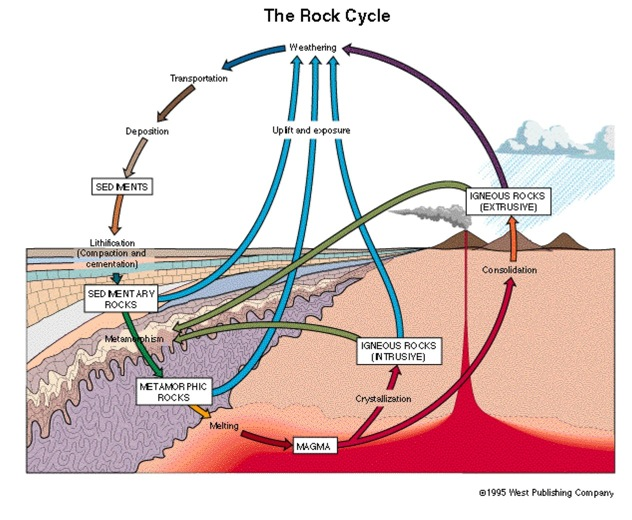 The Rock Cycle
Weathering
Transportation
Deposition
Uplift and exposure
SEDIMENTS
IGNEOUS ROCKS
(EXTRUSIVE)
Lithification
(Compaction and
cementation)
Consolidation
SEDIMENTARY
ROCKS
Metamorphism
IGNEOUS ROCKS
(INTRUSIVE)
METAMORPHIC
ROCKS
Crystallization
Melting
MAGMA
©1995 West Publishing Company